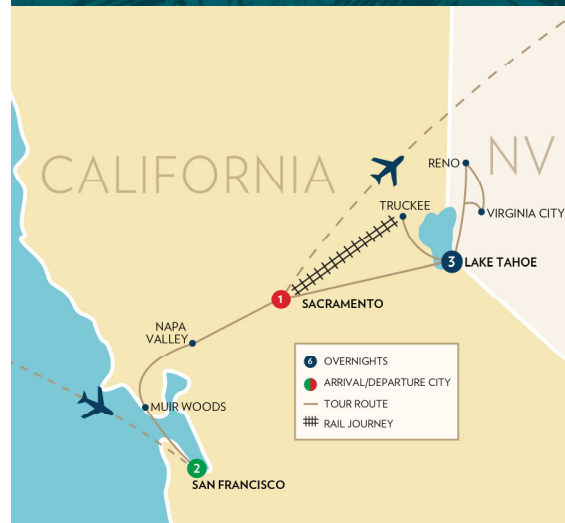 CALIFORNIA
NV
RENO
TRUCKEE
VIRGINIA CITY
3 LAKE TAHOE
1
SACRAMENTO
NAPA
VALLEY
MUIR WOODS
2
SAN FRANCISCO
6 OVERNIGHTS
ARRIVAL/DEPARTURE CITY
TOUR ROUTE
RAIL JOURNEY